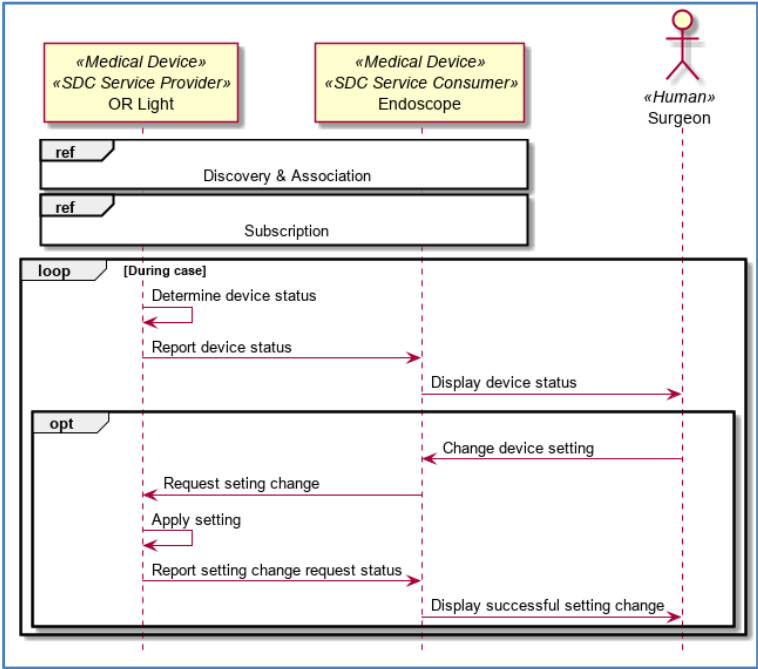 «Medical Device»
«SDC Service Provider»
OR Light
«Medical Device»
«SDC Service Consumer»
Endoscope
«Human»
Surgeon
ref
Discovery & Association
ref
Subscription
loop
[During case]
Determine device status
Report device status
Display device status
opt
Change device setting
Request seting change
Apply setting
Report setting change request status
Display successful setting change